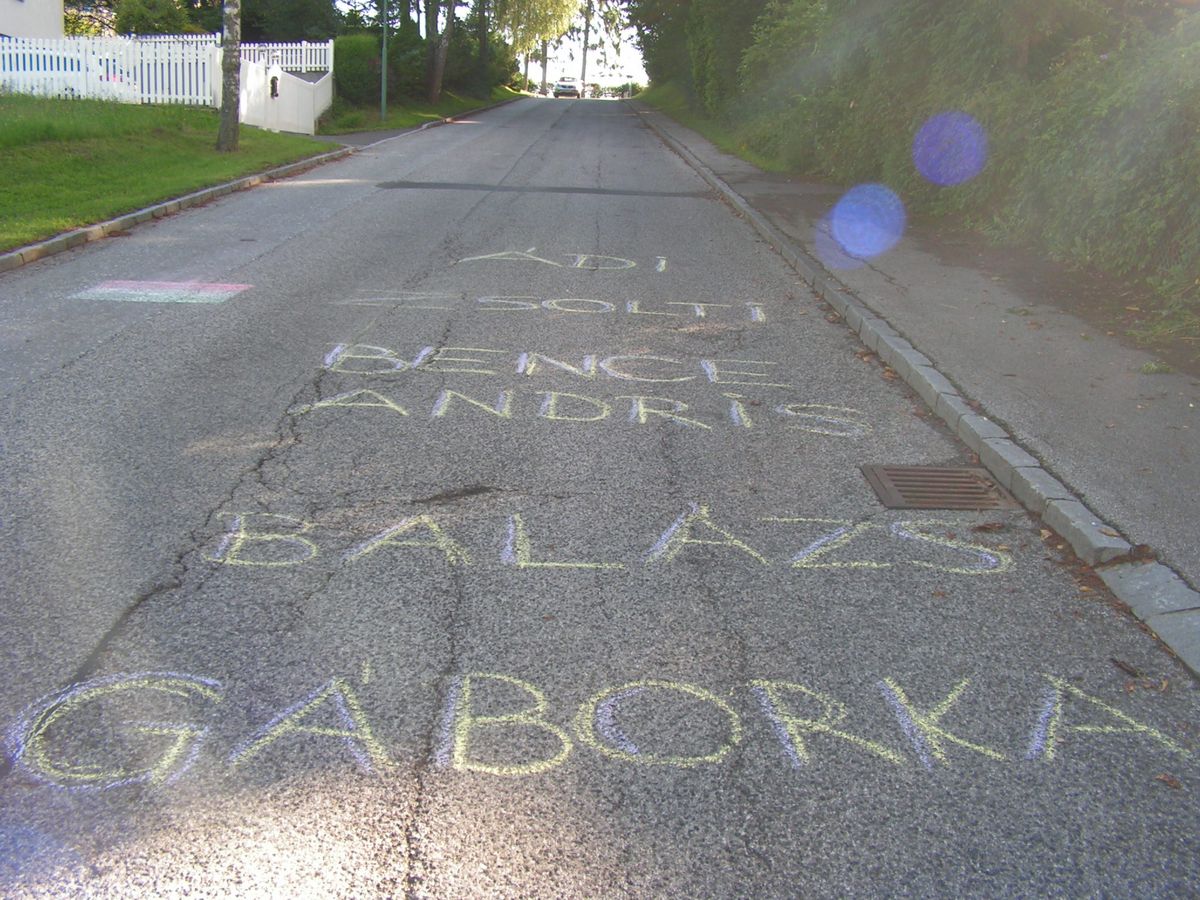 ÁDI
ZSOLTI
BENCE
ANDRIS
BALÁZS
GÁBORKA